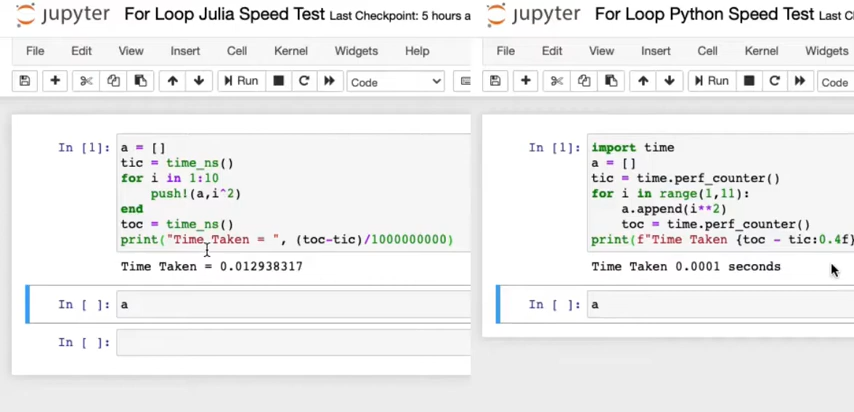 jupyter For Loop Julia Speed Test Last Checkpoint: 5 hours a
File Edit View Insert Cell Kernel Widgets Help
Run Code
In [1]: a = []
tic = time_ns()
for i in 1:10
push!(a,i^2)
end
toc = time_ns()
print("Time Taken = ", (toc-tic)/1000000000)
Time Taken = 0.012938317
In [ ]: a
In [ ]:
jupyter For Loop Python Speed Test Last C
File Edit View Insert Cell Kernel Widgets
Run Code
In [1]: import time
a = []
tic = time.perf_counter()
for i in range(1,11):
a.append(i**2)
toc = time.perf_counter()
print(f"Time Taken {toc - tic:0.4f}
Time Taken 0.0001 seconds
In [ ]: a